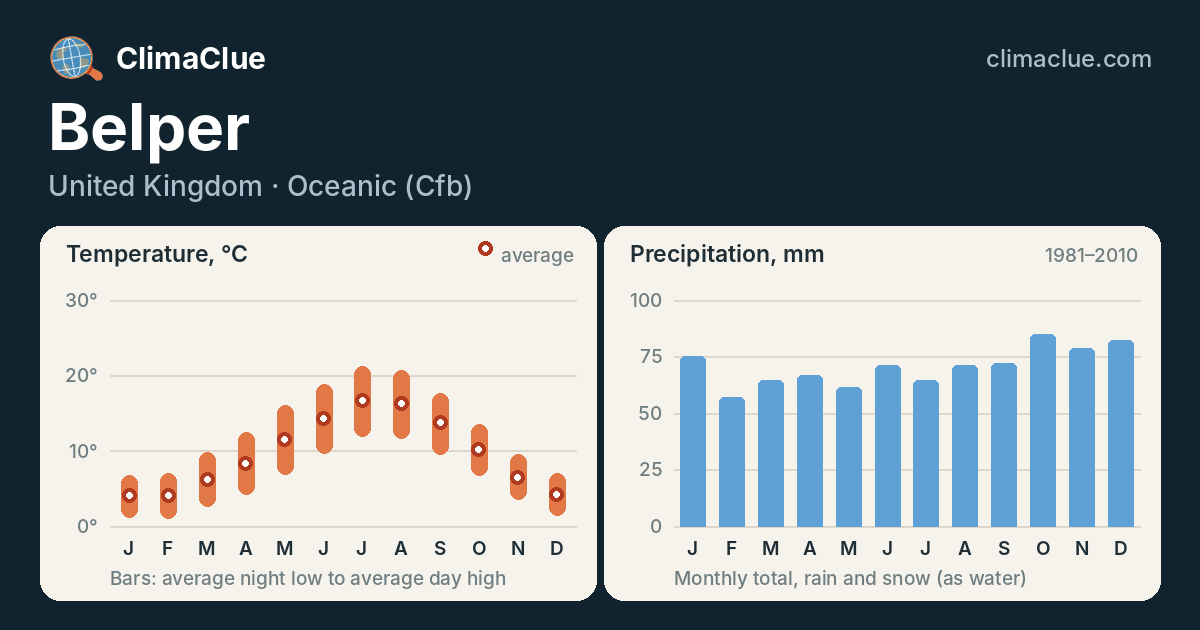 ClimaClue
climaclue.com
Belper
United Kingdom · Oceanic (Cfb)
Temperature, °C
average
30°
20°
10°
0°
J F M A M J J A S O N D
Bars: average night low to average day high
Precipitation, mm
1981–2010
100
75
50
25
0
J F M A M J J A S O N D
Monthly total, rain and snow (as water)